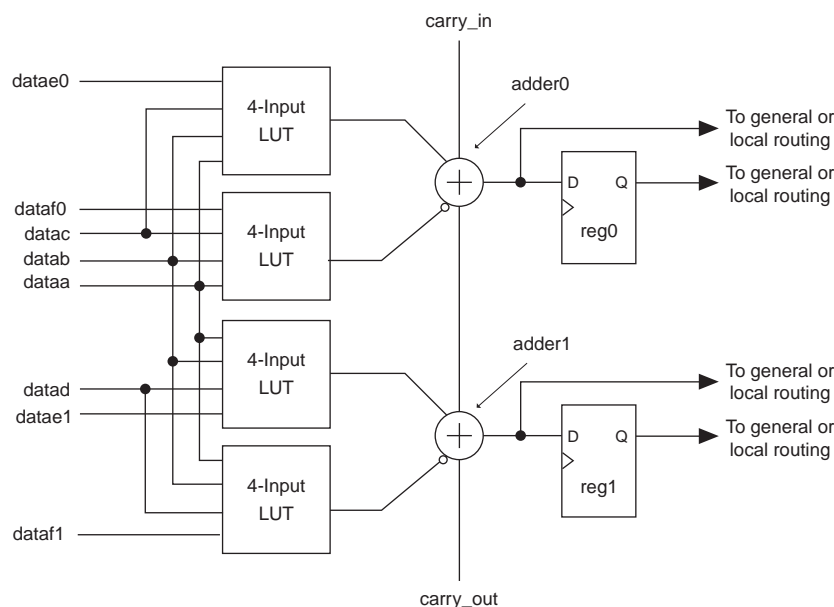 carry_in
datae0
4-Input
LUT
adder0
To general or
local routing
To general or
local routing
D Q
reg0
dataf0
datac
datab
dataa
4-Input
LUT
4-Input
LUT
adder1
datad
datae1
To general or
local routing
To general or
local routing
D Q
reg1
4-Input
LUT
dataf1
carry_out